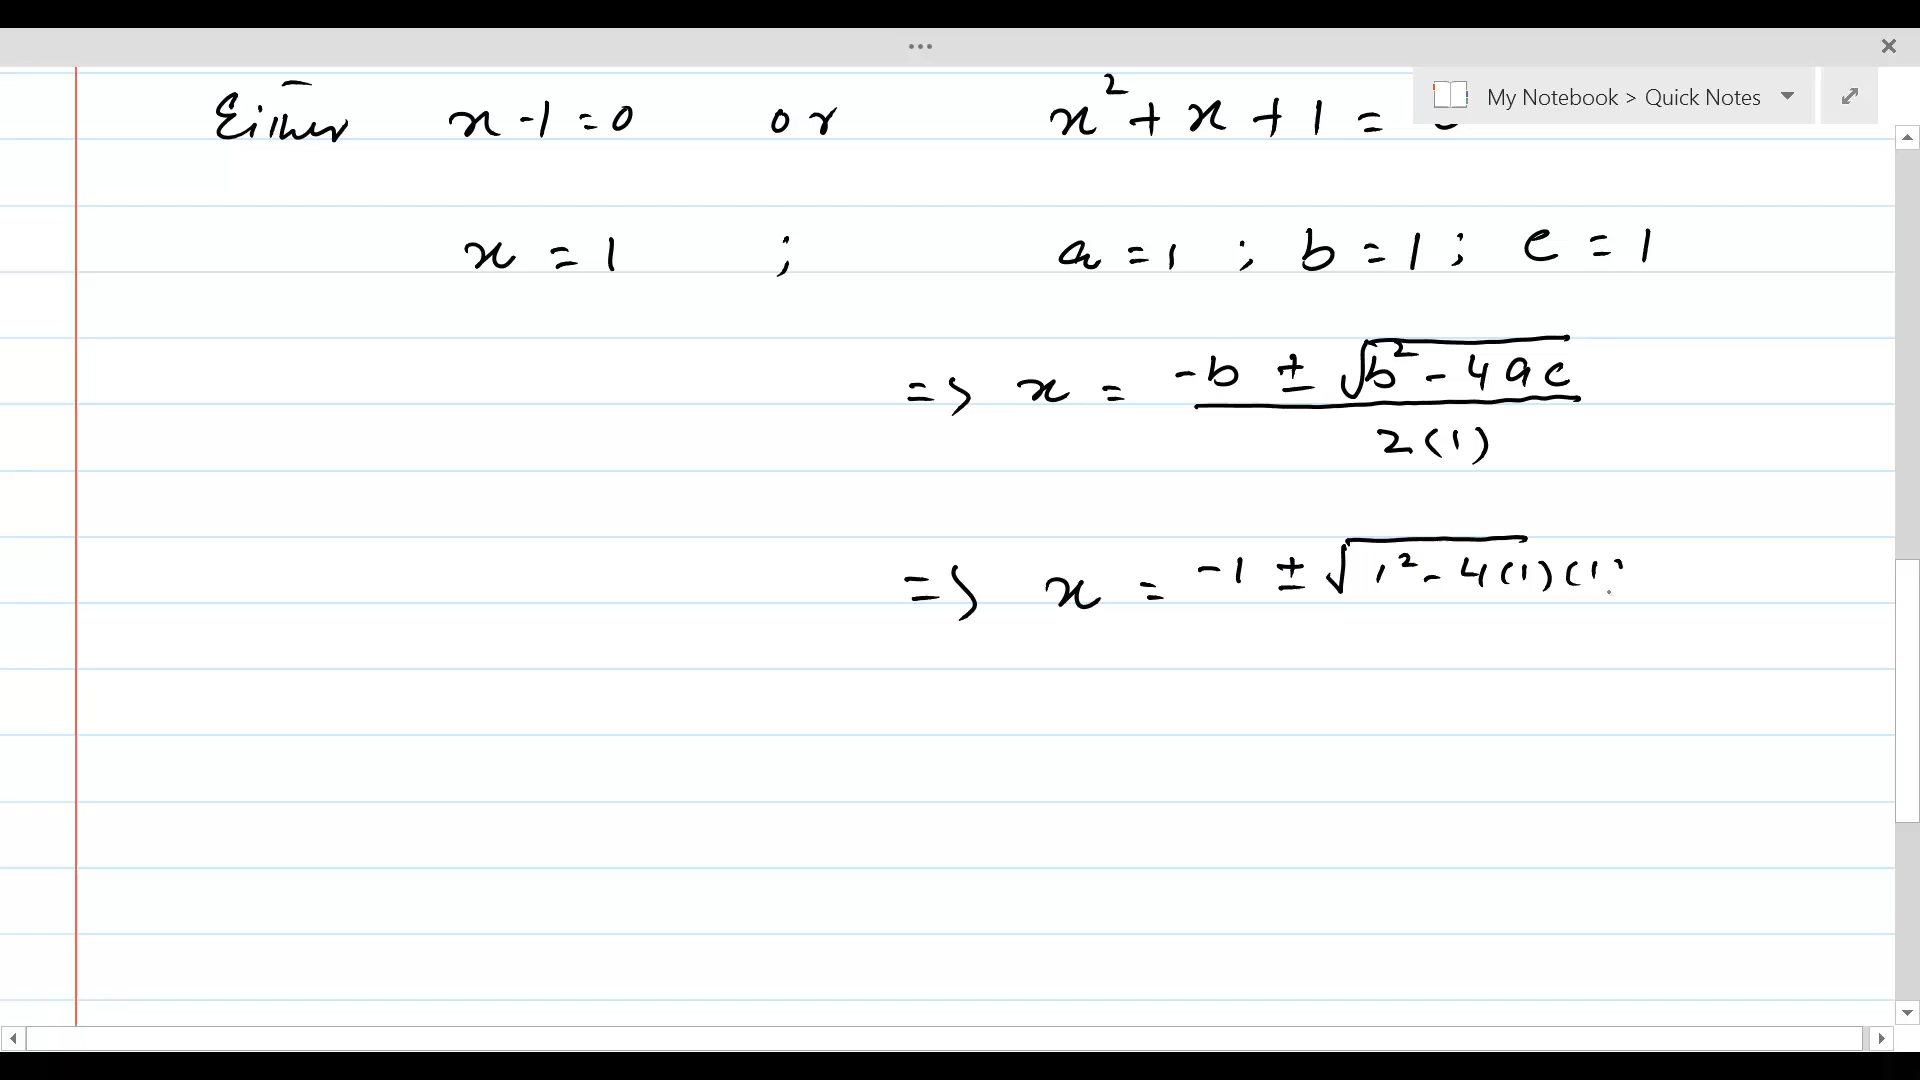 ...
My Notebook > Quick Notes
Either x - 1 = 0 or x² + x + 1 =
x = 1 ; a = 1 ; b = 1 ; c = 1
=> x = -b ± √b² - 4ac
2(1)
=> x = -1 ± √1² - 4(1)(1)